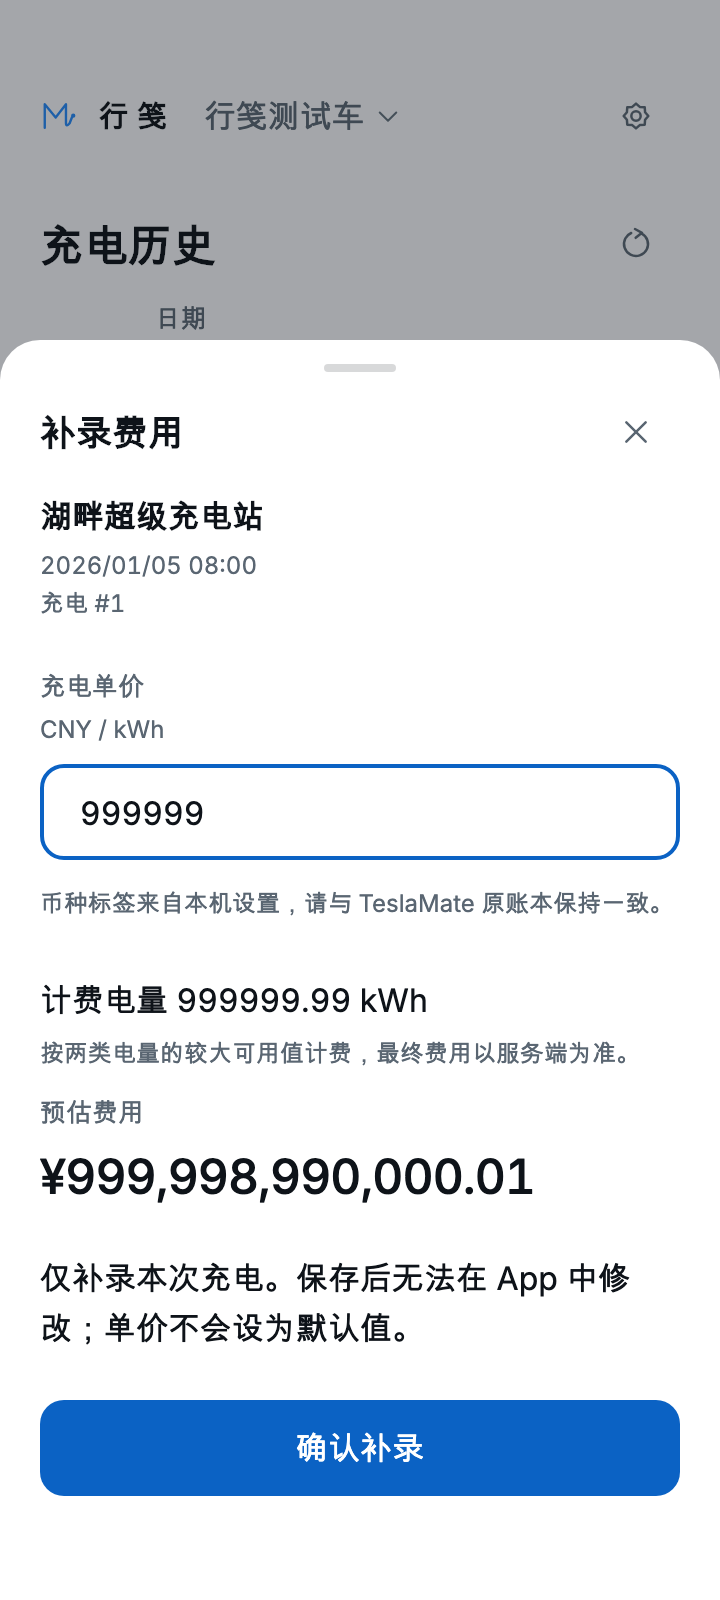 行笺 行笺测试车
充电历史
日期
补录费用
湖畔超级充电站
2026/01/05 08:00
充电 #1
充电单价
CNY / kWh
999999
币种标签来自本机设置，请与 TeslaMate 原账本保持一致。
计费电量 999999.99 kWh
按两类电量的较大可用值计费，最终费用以服务端为准。
预估费用
¥999,998,990,000.01
仅补录本次充电。保存后无法在 App 中修
改；单价不会设为默认值。
确认补录